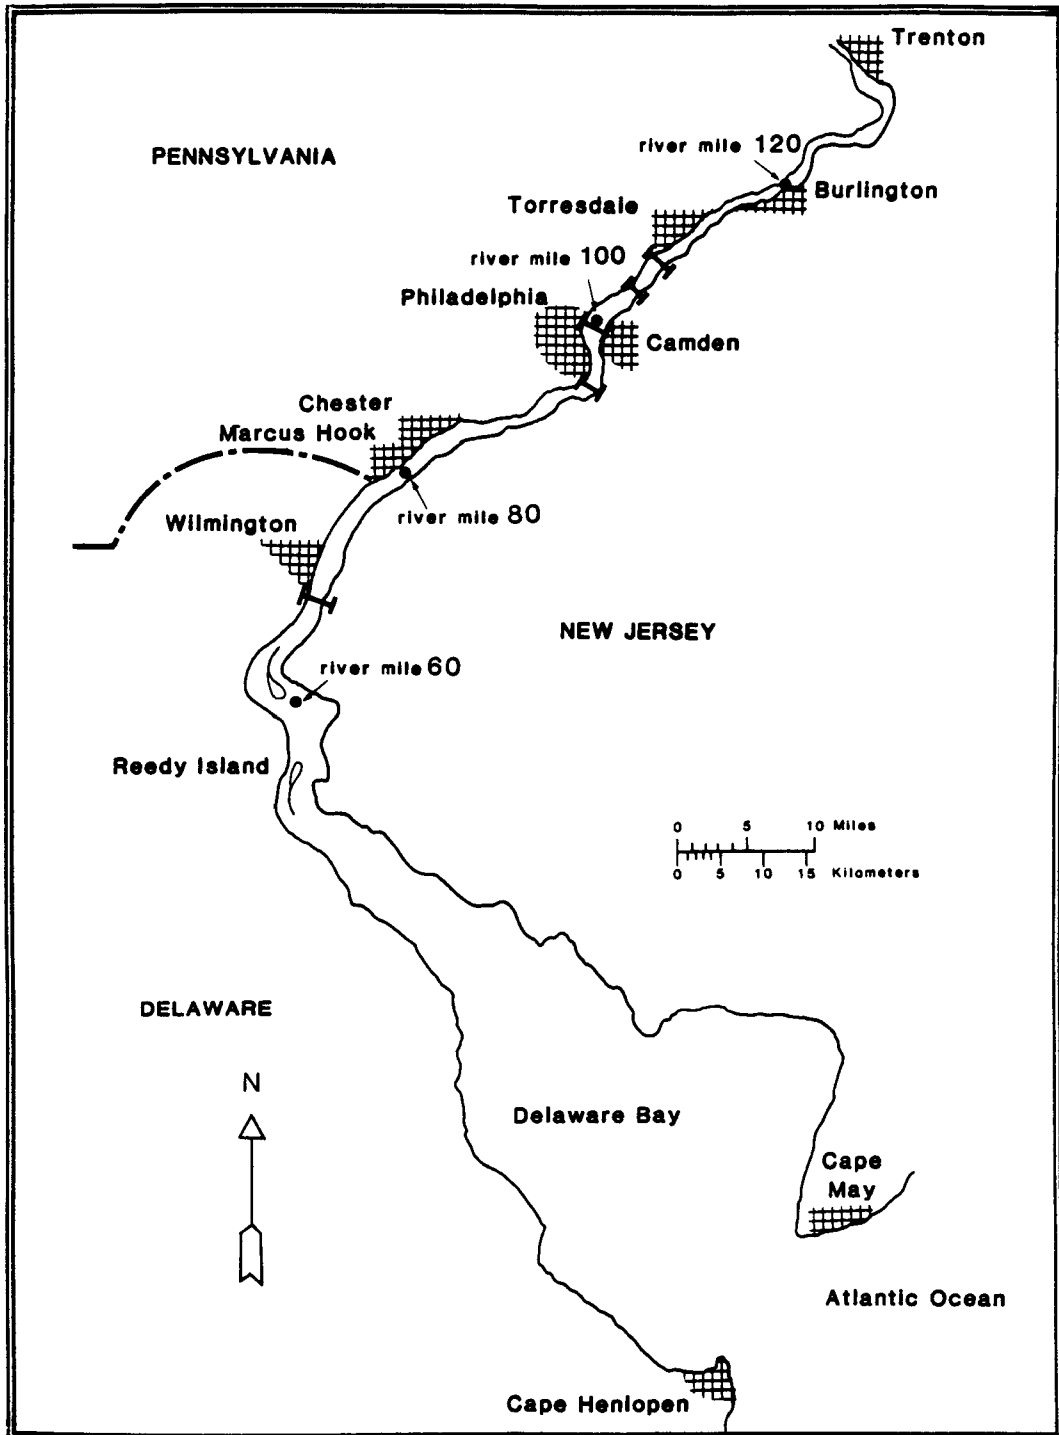 Trenton
PENNSYLVANIA
river mile 120
Torresdale
Burlington
river mile 100
Philadelphia
Camden
Chester
Marcus Hook
river mile 80
Wilmington
NEW JERSEY
river mile 60
Reedy Island
0 5 10 Miles
0 5 10 15 Kilometers
DELAWARE
N
Delaware Bay
Cape
May
Atlantic Ocean
Cape Henlopen